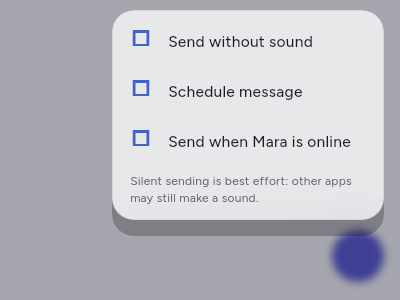 Send without sound
Schedule message
Send when Mara is online
Silent sending is best effort: other apps
may still make a sound.